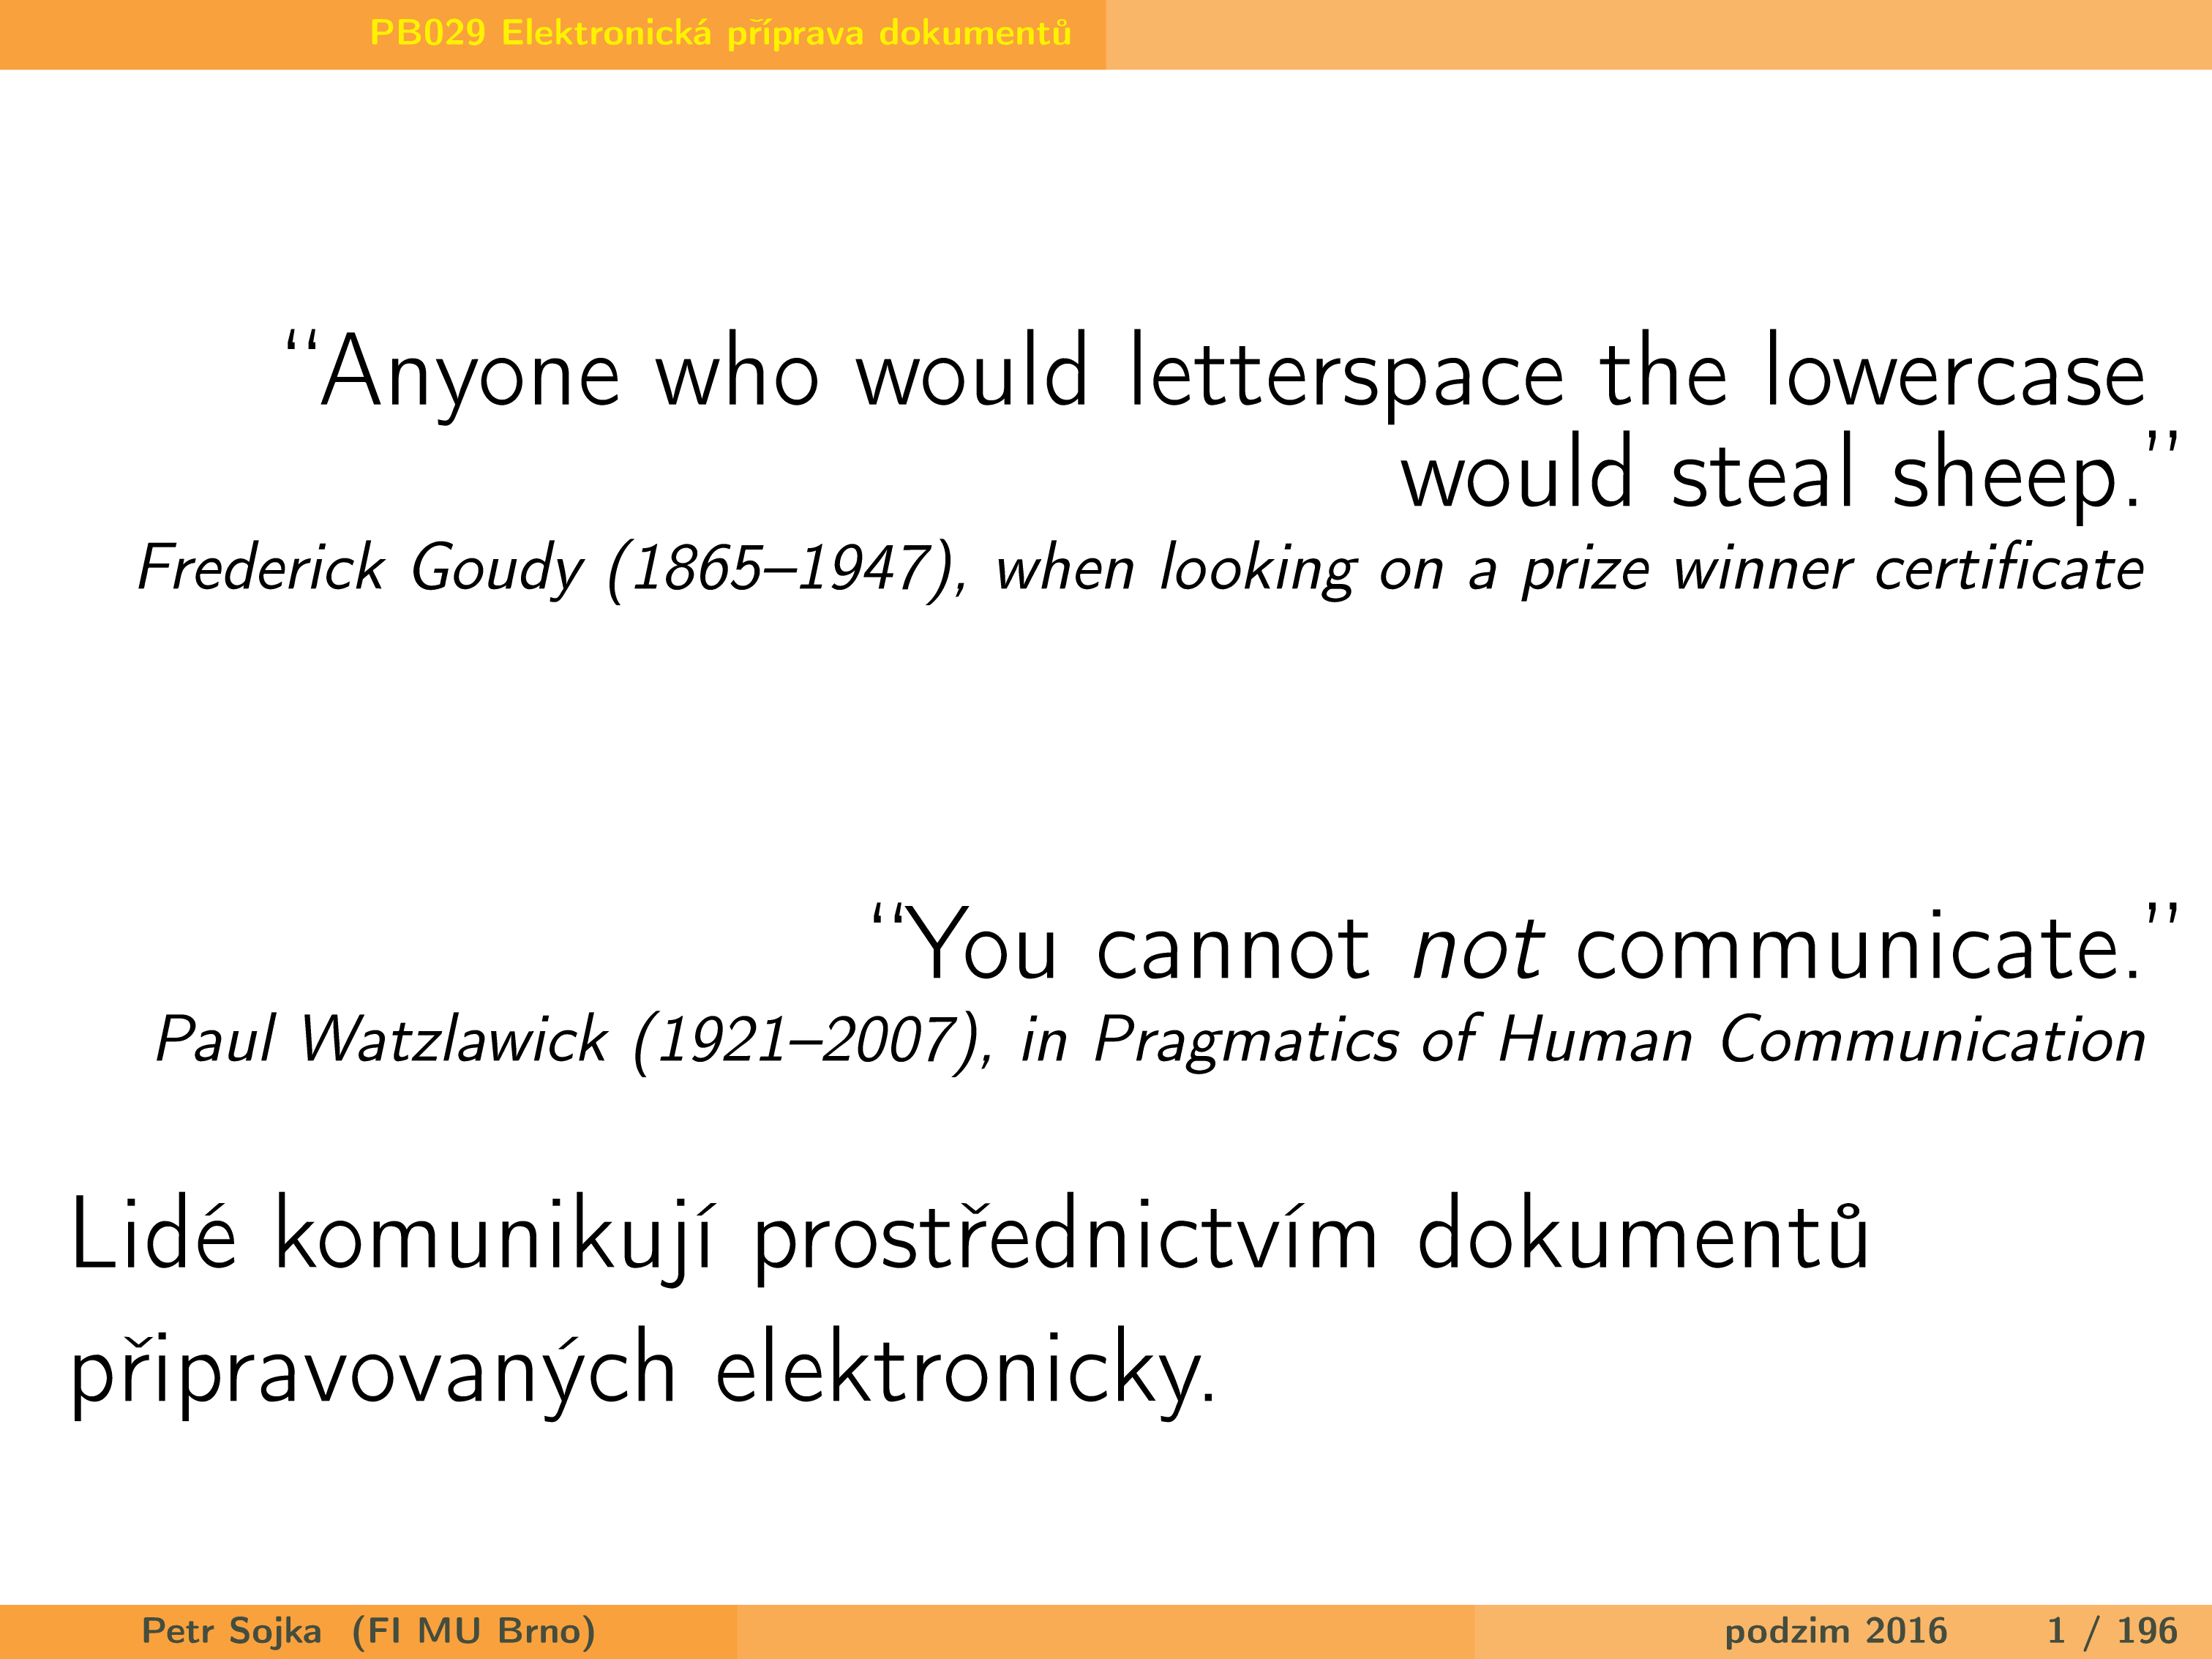 PB029 Elektronická příprava dokumentů
“Anyone who would letterspace the lowercase
would steal sheep.”
Frederick Goudy (1865–1947), when looking on a prize winner certificate
“You cannot not communicate.”
Paul Watzlawick (1921–2007), in Pragmatics of Human Communication
Lidé komunikují prostřednictvím dokumentů
připravovaných elektronicky.
Petr Sojka (FI MU Brno) podzim 2016 1 / 196